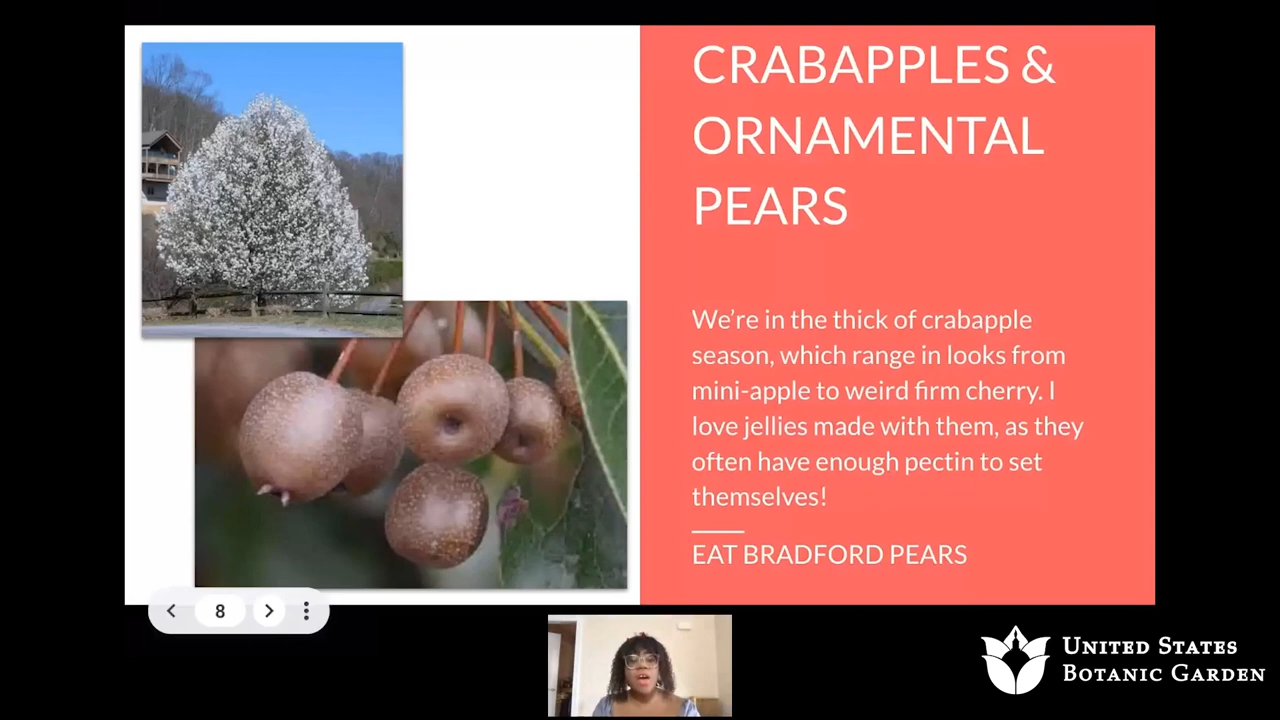 CRABAPPLES &
ORNAMENTAL
PEARS
We’re in the thick of crabapple
season, which range in looks from
mini-apple to weird firm cherry. I
love jellies made with them, as they
often have enough pectin to set
themselves!
EAT BRADFORD PEARS
8
UNITED STATES
BOTANIC GARDEN